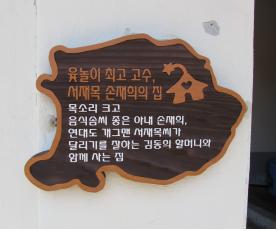 윷놀이 최고 고수,
서재목 손재의의 집
목소리 크고
음식솜씨 좋은 아내 손재의,
연대도 개그맨 서재목씨가
달리기를 잘하는 김동의 할머니와
함께 사는 집